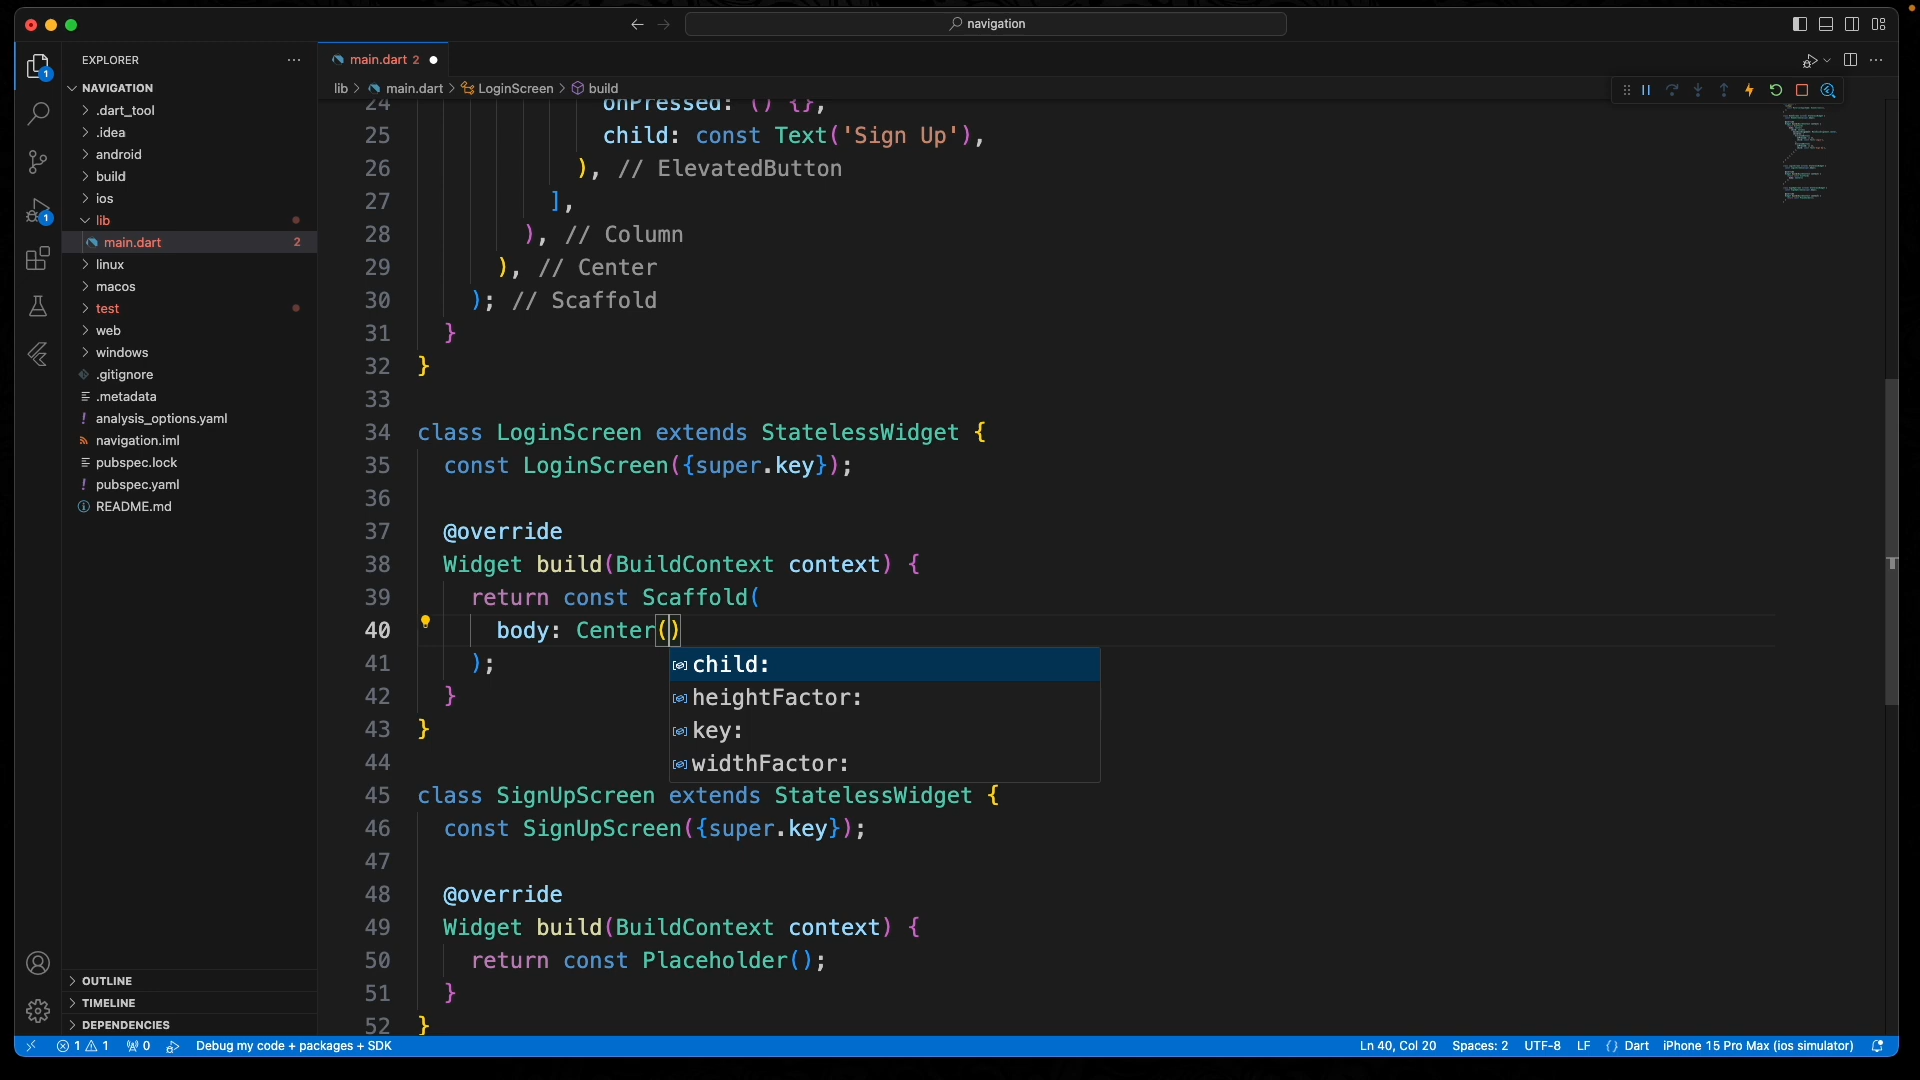 navigation
EXPLORER
NAVIGATION
.dart_tool
.idea
android
build
ios
lib
main.dart 2
linux
macos
test
web
windows
.gitignore
.metadata
analysis_options.yaml
navigation.iml
pubspec.lock
pubspec.yaml
README.md
OUTLINE
TIMELINE
DEPENDENCIES
1
1
main.dart 2
lib > main.dart > LoginScreen > build
24 onPressed: () {},
25 child: const Text('Sign Up'),
26 ), // ElevatedButton
27 ],
28 ), // Column
29 ), // Center
30 ); // Scaffold
31 }
32 }
33
34 class LoginScreen extends StatelessWidget {
35 const LoginScreen({super.key});
36
37 @override
38 Widget build(BuildContext context) {
39 return const Scaffold(
40 body: Center()
41 );
42 }
43 }
44
child:
heightFactor:
key:
widthFactor:
45 class SignUpScreen extends StatelessWidget {
46 const SignUpScreen({super.key});
47
48 @override
49 Widget build(BuildContext context) {
50 return const Placeholder();
51 }
52 }
1 1 0 Debug my code + packages + SDK
Ln 40, Col 20 Spaces: 2 UTF-8 LF {} Dart iPhone 15 Pro Max (ios simulator)